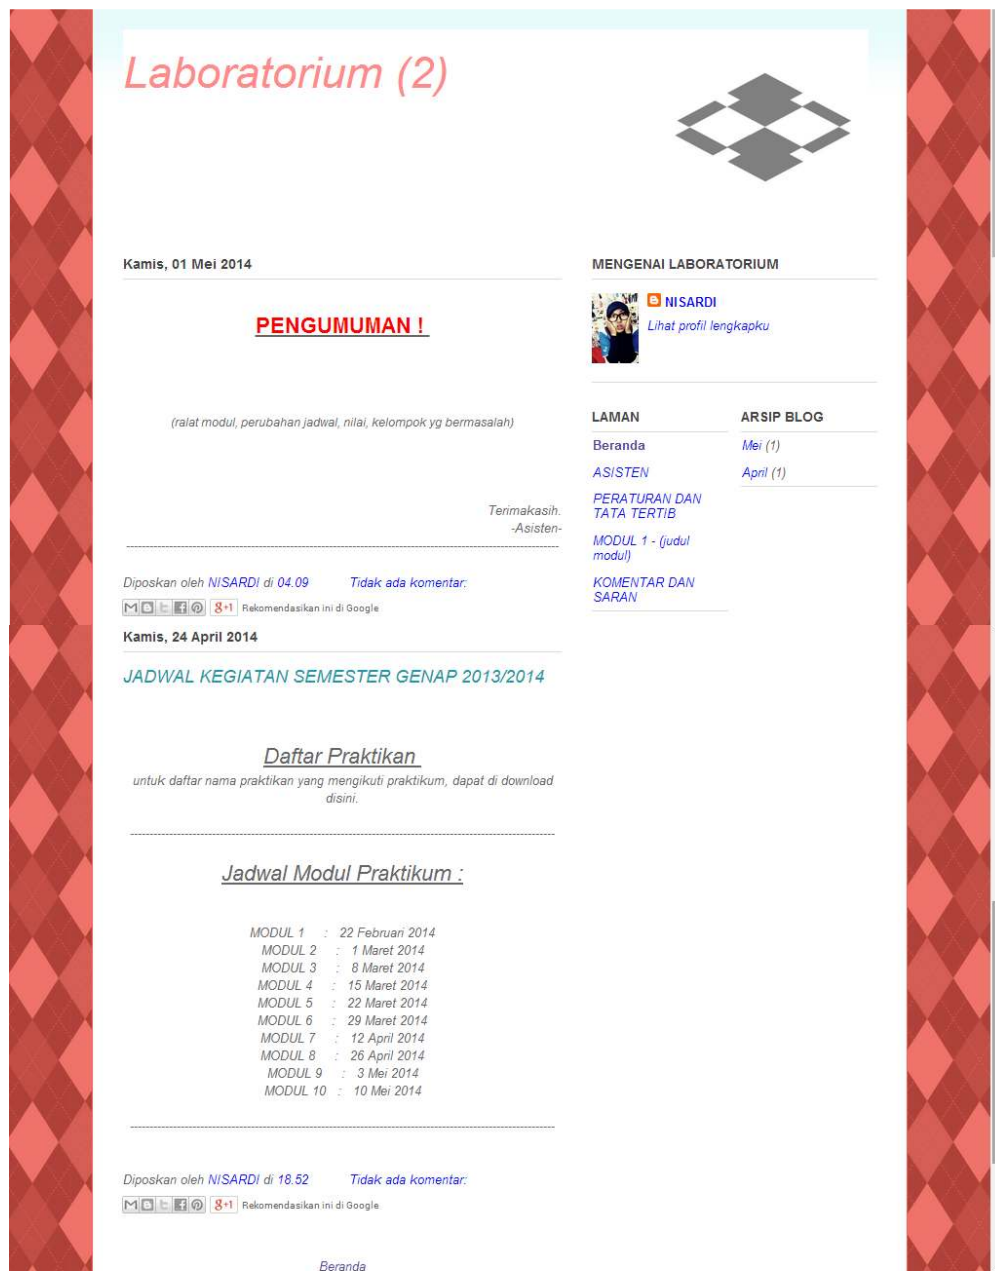 Laboratorium (2)
Kamis, 01 Mei 2014
PENGUMUMAN !
(ralat modul, perubahan jadwal, nilai, kelompok yg bermasalah)
Terimakasih.
-Asisten-
Diposkan oleh NISARDI di 04.09 Tidak ada komentar:
8+1 Rekomendasikan ini di Google
Kamis, 24 April 2014
JADWAL KEGIATAN SEMESTER GENAP 2013/2014
Daftar Praktikan
untuk daftar nama praktikan yang mengikuti praktikum, dapat di download
disini.
Jadwal Modul Praktikum :
MODUL 1 : 22 Februari 2014
MODUL 2 : 1 Maret 2014
MODUL 3 : 8 Maret 2014
MODUL 4 : 15 Maret 2014
MODUL 5 : 22 Maret 2014
MODUL 6 : 29 Maret 2014
MODUL 7 : 12 April 2014
MODUL 8 : 26 April 2014
MODUL 9 : 3 Mei 2014
MODUL 10 : 10 Mei 2014
Diposkan oleh NISARDI di 18.52 Tidak ada komentar:
8+1 Rekomendasikan ini di Google
Beranda
MENGENAI LABORATORIUM
NISARDI
Lihat profil lengkapku
LAMAN
Beranda
ASISTEN
PERATURAN DAN
TATA TERTIB
MODUL 1 - (judul
modul)
KOMENTAR DAN
SARAN
ARSIP BLOG
Mei (1)
April (1)